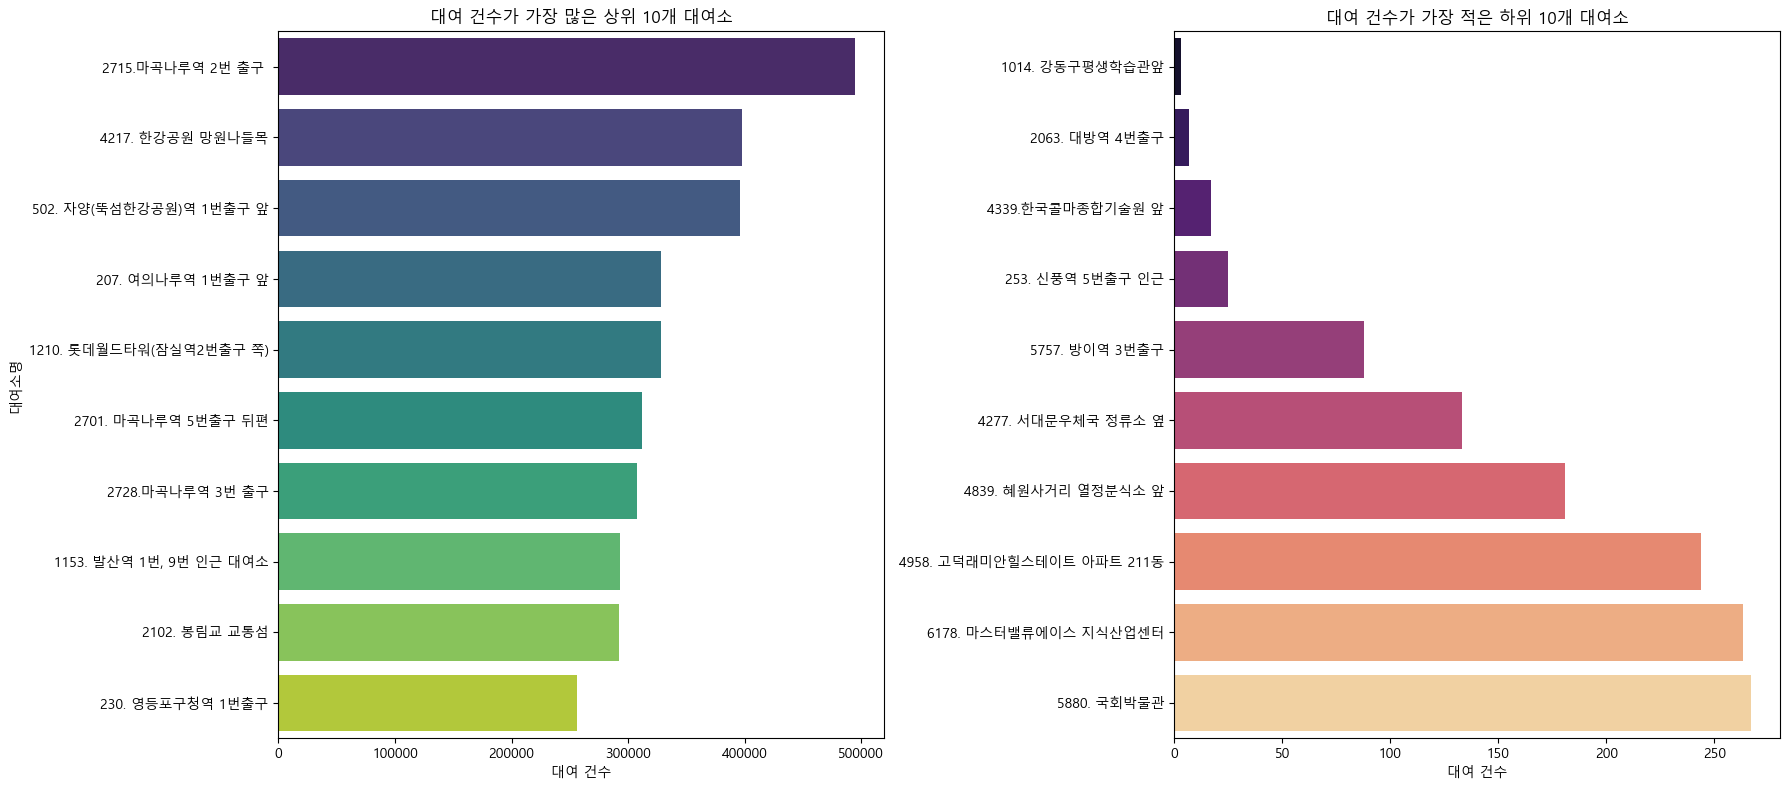 대여 건수가 가장 많은 상위 10개 대여소
대여소명
2715.마곡나루역 2번 출구
4217. 한강공원 망원나들목
502. 자양(뚝섬한강공원)역 1번출구 앞
207. 여의나루역 1번출구 앞
1210. 롯데월드타워(잠실역2번출구 쪽)
2701. 마곡나루역 5번출구 뒤편
2728.마곡나루역 3번 출구
1153. 발산역 1번, 9번 인근 대여소
2102. 봉림교 교통섬
230. 영등포구청역 1번출구
0 100000 200000 300000 400000 500000
대여 건수
대여 건수가 가장 적은 하위 10개 대여소
1014. 강동구평생학습관앞
2063. 대방역 4번출구
4339.한국콜마종합기술원 앞
253. 신풍역 5번출구 인근
5757. 방이역 3번출구
4277. 서대문우체국 정류소 옆
4839. 혜원사거리 열정분식소 앞
4958. 고덕래미안힐스테이트 아파트 211동
6178. 마스터밸류에이스 지식산업센터
5880. 국회박물관
0 50 100 150 200 250
대여 건수